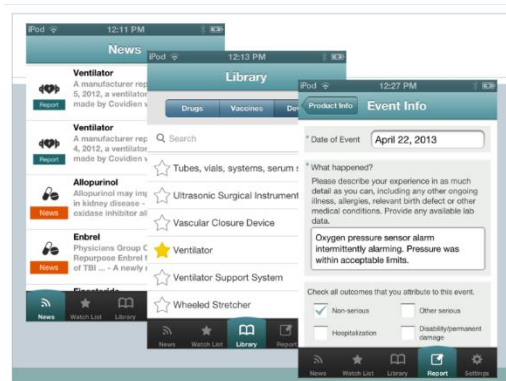 iPod 12:11 PM
News
Ventilator
A manufacturer rep
5, 2012, a ventilator
made by Covidien v
Report
Ventilator
A manufacturer rep
4, 2012, a ventilator
made by Covidien v
Report
Allopurinol
Allopurinol may imp
in kidney disease -
oxidase inhibitor al
News
Enbrel
Physicians Group C
Repurpose Enbrel f
of TBI ... - A newly r
News
News Watch List Library
iPod 12:13 PM
Library
Drugs Vaccines De
Search
Tubes, vials, systems, serum s
Ultrasonic Surgical Instrument
Vascular Closure Device
Ventilator
Ventilator Support System
Wheeled Stretcher
News Watch List Library Report
iPod 12:27 PM
Product Info Event Info
* Date of Event April 22, 2013
* What happened?
Please describe your experience in as much
detail as you can, including any other ongoing
illness, allergies, relevant birth defect or other
medical conditions. Provide any available lab
data.
Oxygen pressure sensor alarm
intermittently alarming. Pressure was
within acceptable limits.
Check all outcomes that you attribute to this event.
Non-serious Other serious
Hospitalization Disability/permanent
damage
News Watch List Library Report Settings